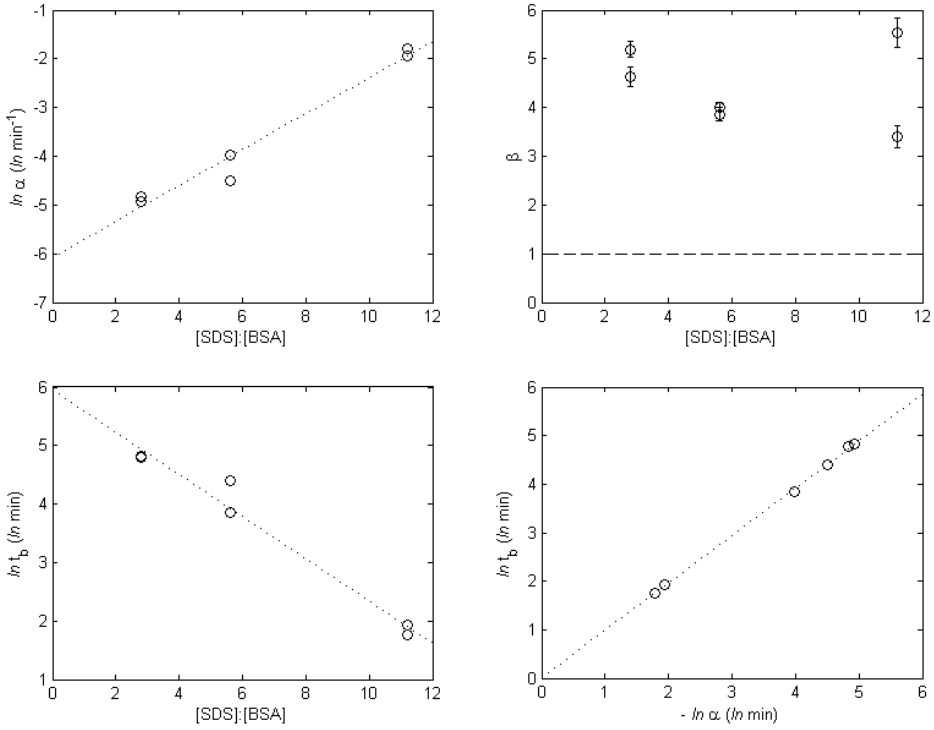 -1
-2
-3
-4
-5
-6
-7
ln α (ln min⁻¹)
0 2 4 6 8 10 12
[SDS]:[BSA]
6
5
4
3
2
1
0
β
0 2 4 6 8 10 12
[SDS]:[BSA]
6
5
4
3
2
1
ln t_b (ln min)
0 2 4 6 8 10 12
[SDS]:[BSA]
6
5
4
3
2
1
0
ln t_b (ln min)
0 1 2 3 4 5 6
- ln α (ln min)